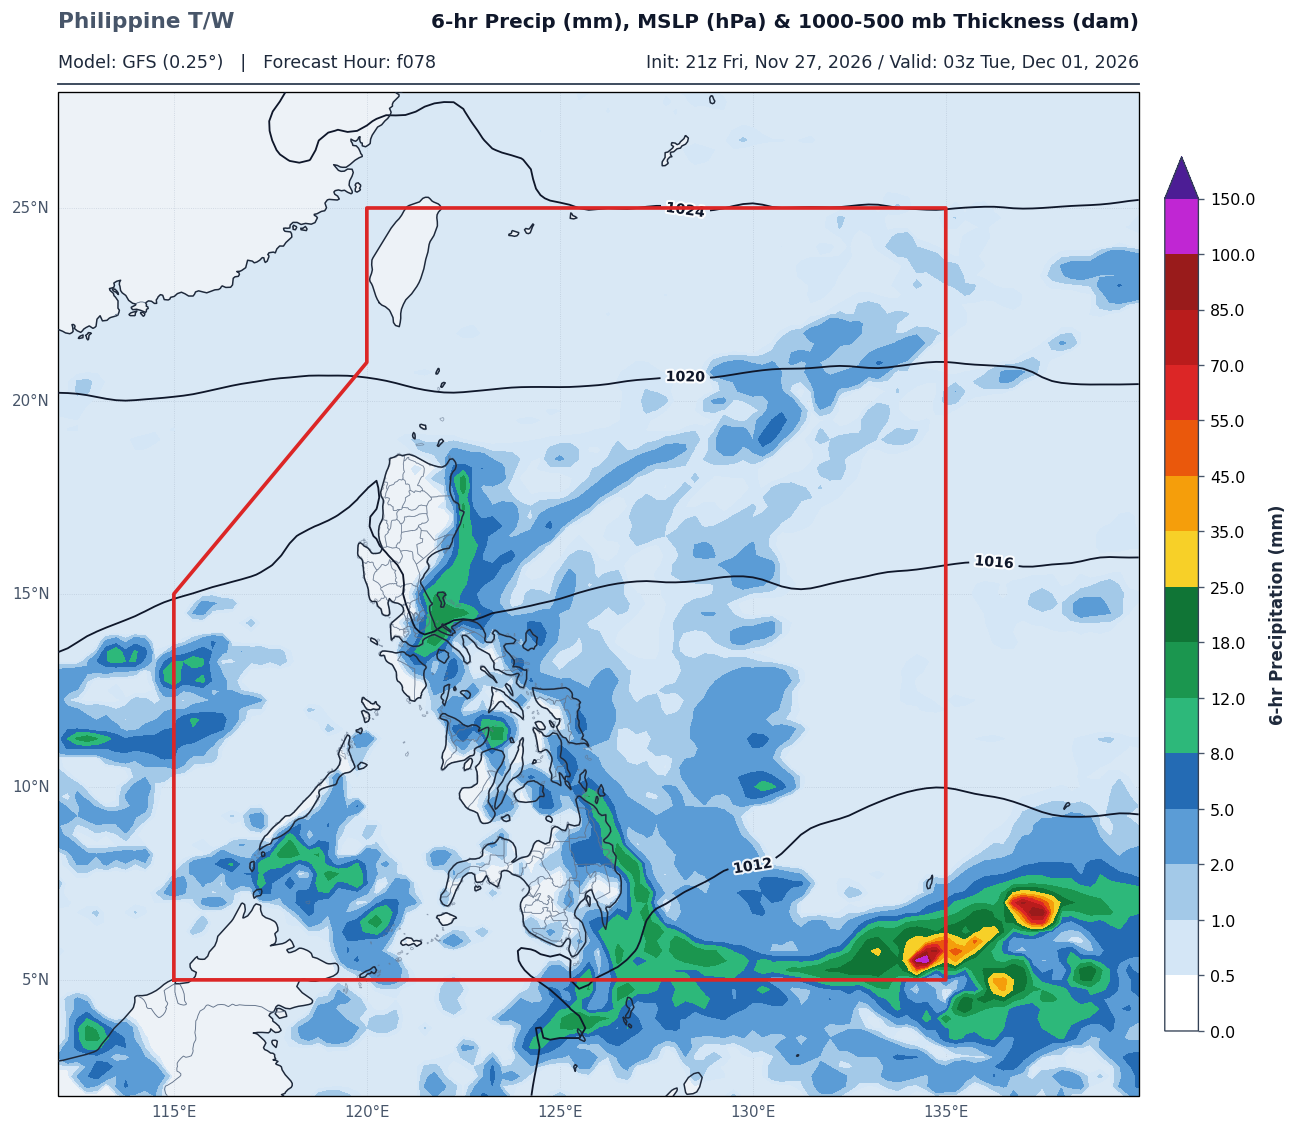 Philippine T/W
6-hr Precip (mm), MSLP (hPa) & 1000-500 mb Thickness (dam)
Model: GFS (0.25°) | Forecast Hour: f078
Init: 21z Fri, Nov 27, 2026 / Valid: 03z Tue, Dec 01, 2026
25°N
20°N
15°N
10°N
5°N
1024
1020
1016
1012
115°E
120°E
125°E
130°E
135°E
150.0
100.0
85.0
70.0
55.0
45.0
35.0
25.0
18.0
12.0
8.0
5.0
2.0
1.0
0.5
0.0
6-hr Precipitation (mm)